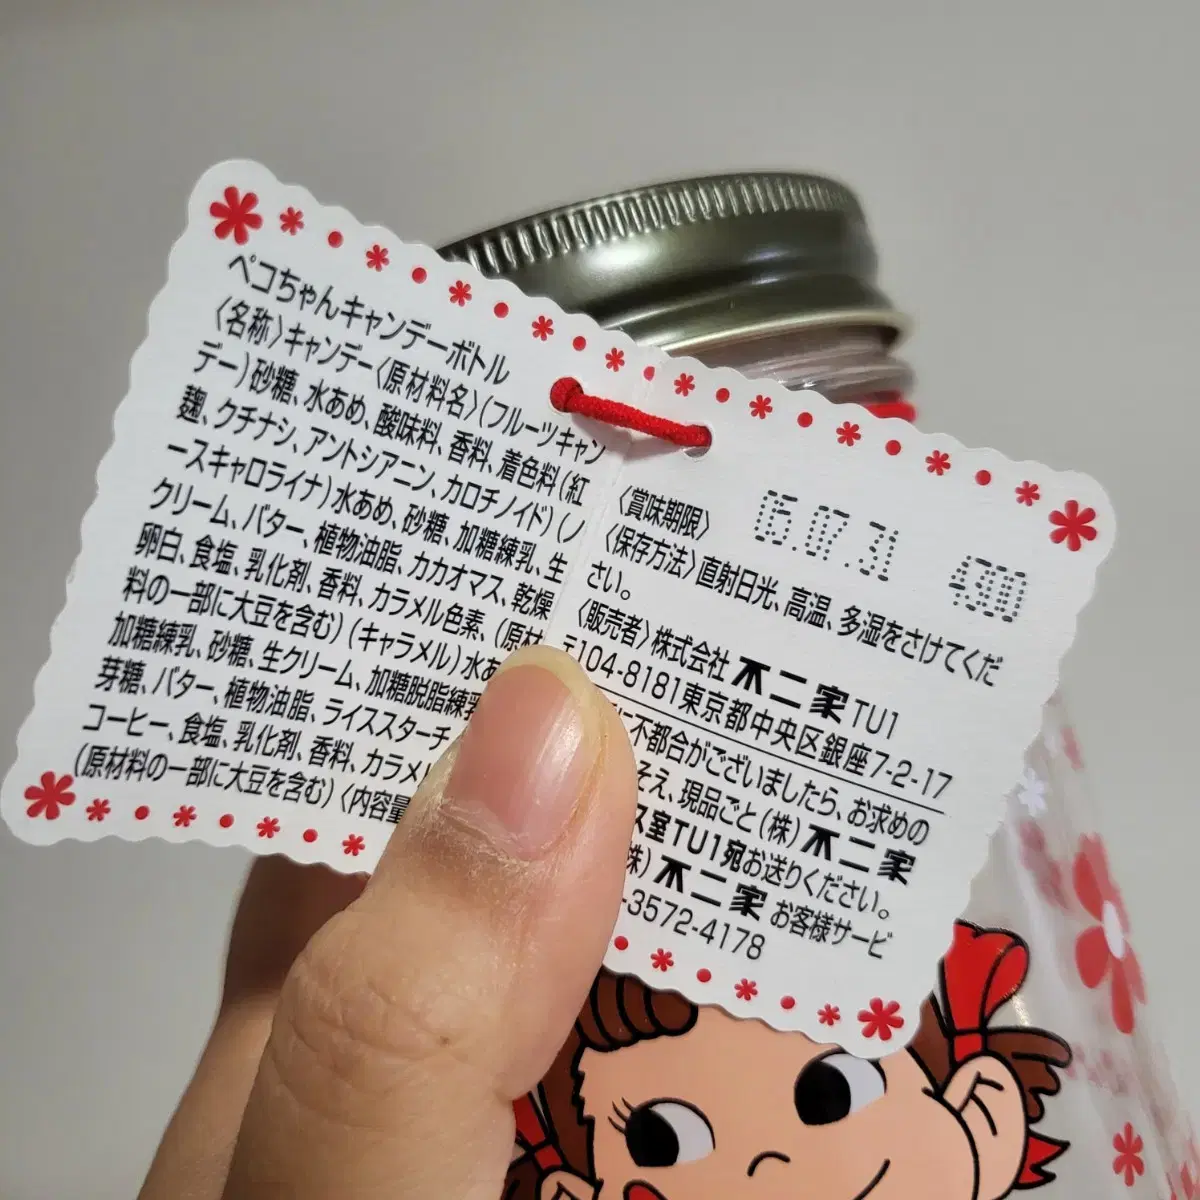 ペコちゃんキャンデーボトル
〈名称〉キャンデー〈原材料名〉(フルーツキャン
デー)砂糖、水あめ、酸味料、香料、着色料(紅
麹、クチナシ、アントシアニン、カロチノイド)(ノ
ースキャロライナ)水あめ、砂糖、加糖練乳、生
クリーム、バター、植物油脂、カカオマス、乾燥
卵白、食塩、乳化剤、香料、カラメル色素、(原材
料の一部に大豆を含む)(キャラメル)水あ
加糖練乳、砂糖、生クリーム、加糖脱脂練乳
芽糖、バター、植物油脂、ライススターチ
コーヒー、食塩、乳化剤、香料、カラメル
(原材料の一部に大豆を含む)〈内容量
〈賞味期限〉 05.07.31 4900
〈保存方法〉直射日光、高温、多湿をさけてくだ
さい。
〈販売者〉株式会社 不二家 TU1
〒104-8181東京都中央区銀座7-2-17
に不都合がございましたら、お求めの
そえ、現品ごと(株)不二家
ス室TU1宛お送りください。
株)不二家 お客様サービ
-3572-4178